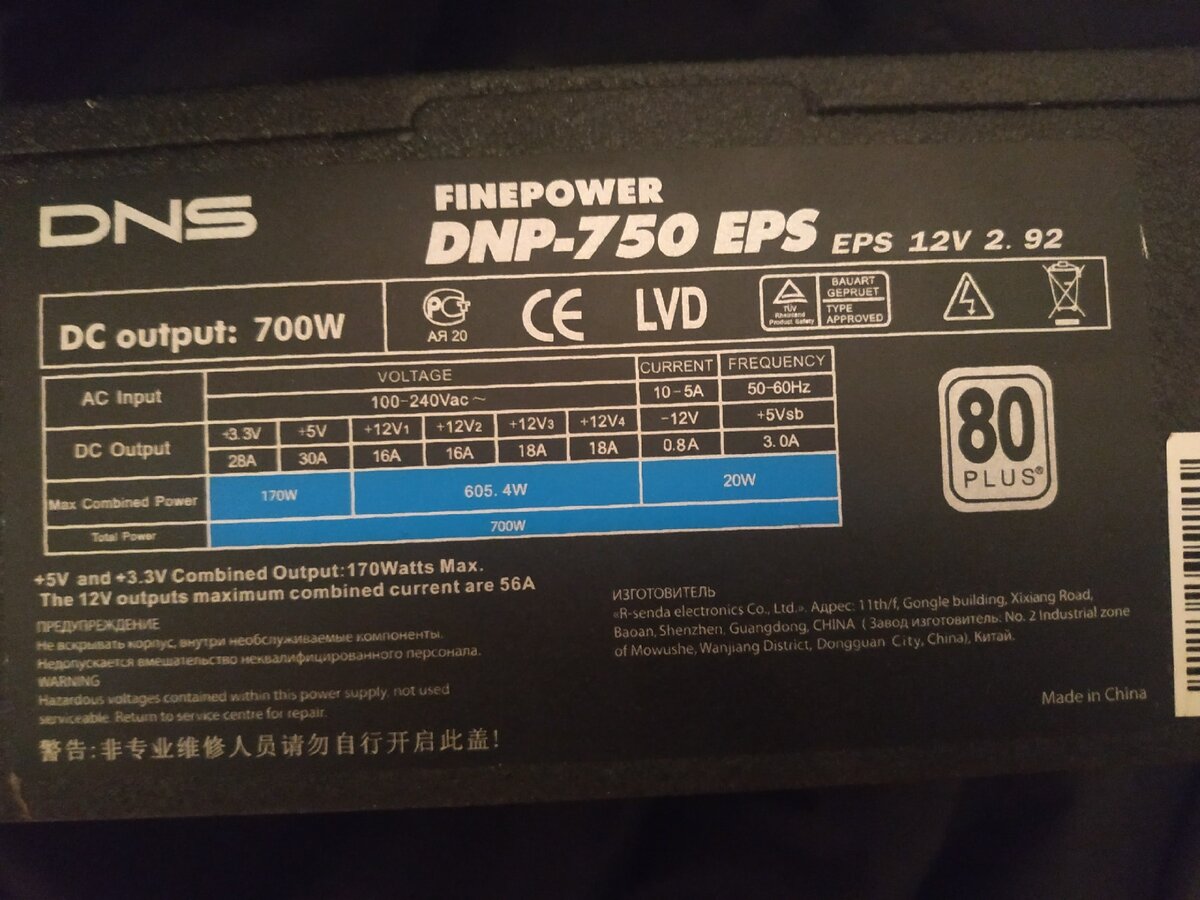 DNS
FINEPOWER
DNP-750 EPS EPS 12V 2. 92
DC output: 700W
РСТ
АЯ 20
CE
LVD
TÜV
Rheinland
Product Safety
BAUART
GEPRUEFT
TYPE
APPROVED
AC Input VOLTAGE CURRENT FREQUENCY
100-240Vac ~ 10-5A 50-60Hz
DC Output +3.3V +5V +12V1 +12V2 +12V3 +12V4 -12V +5Vsb
28A 30A 16A 16A 18A 18A 0.8A 3.0A
Max Combined Power 170W 605. 4W 20W
Total Power 700W
80
PLUS®
+5V and +3.3V Combined Output:170Watts Max.
The 12V outputs maximum combined current are 56A
ПРЕДУПРЕЖДЕНИЕ
Не вскрывать корпус, внутри необслуживаемые компоненты.
Недопускается вмешательство неквалифицированного персонала.
WARNING
Hazardous voltages contained within this power supply, not used
serviceable. Return to service centre for repair.
警告:非专业维修人员请勿自行开启此盖!
ИЗГОТОВИТЕЛЬ
«R-senda electronics Co., Ltd.». Адрес: 11th/f, Gongle building, Xixiang Road,
Baoan, Shenzhen, Guangdong, CHINA ( Завод изготовитель: No. 2 Industrial zone
of Mowushe, Wanjiang District, Dongguan City, China), Китай.
Made in China